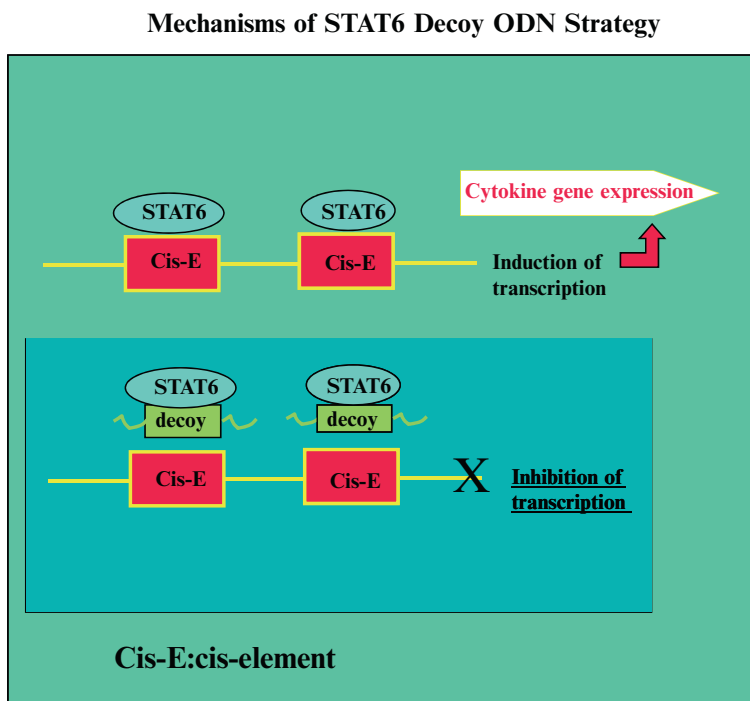 Mechanisms of STAT6 Decoy ODN Strategy
STAT6
STAT6
Cytokine gene expression
Cis-E
Cis-E
Induction of
transcription
STAT6
STAT6
decoy
decoy
Cis-E
Cis-E
X
Inhibition of
transcription
Cis-E:cis-element